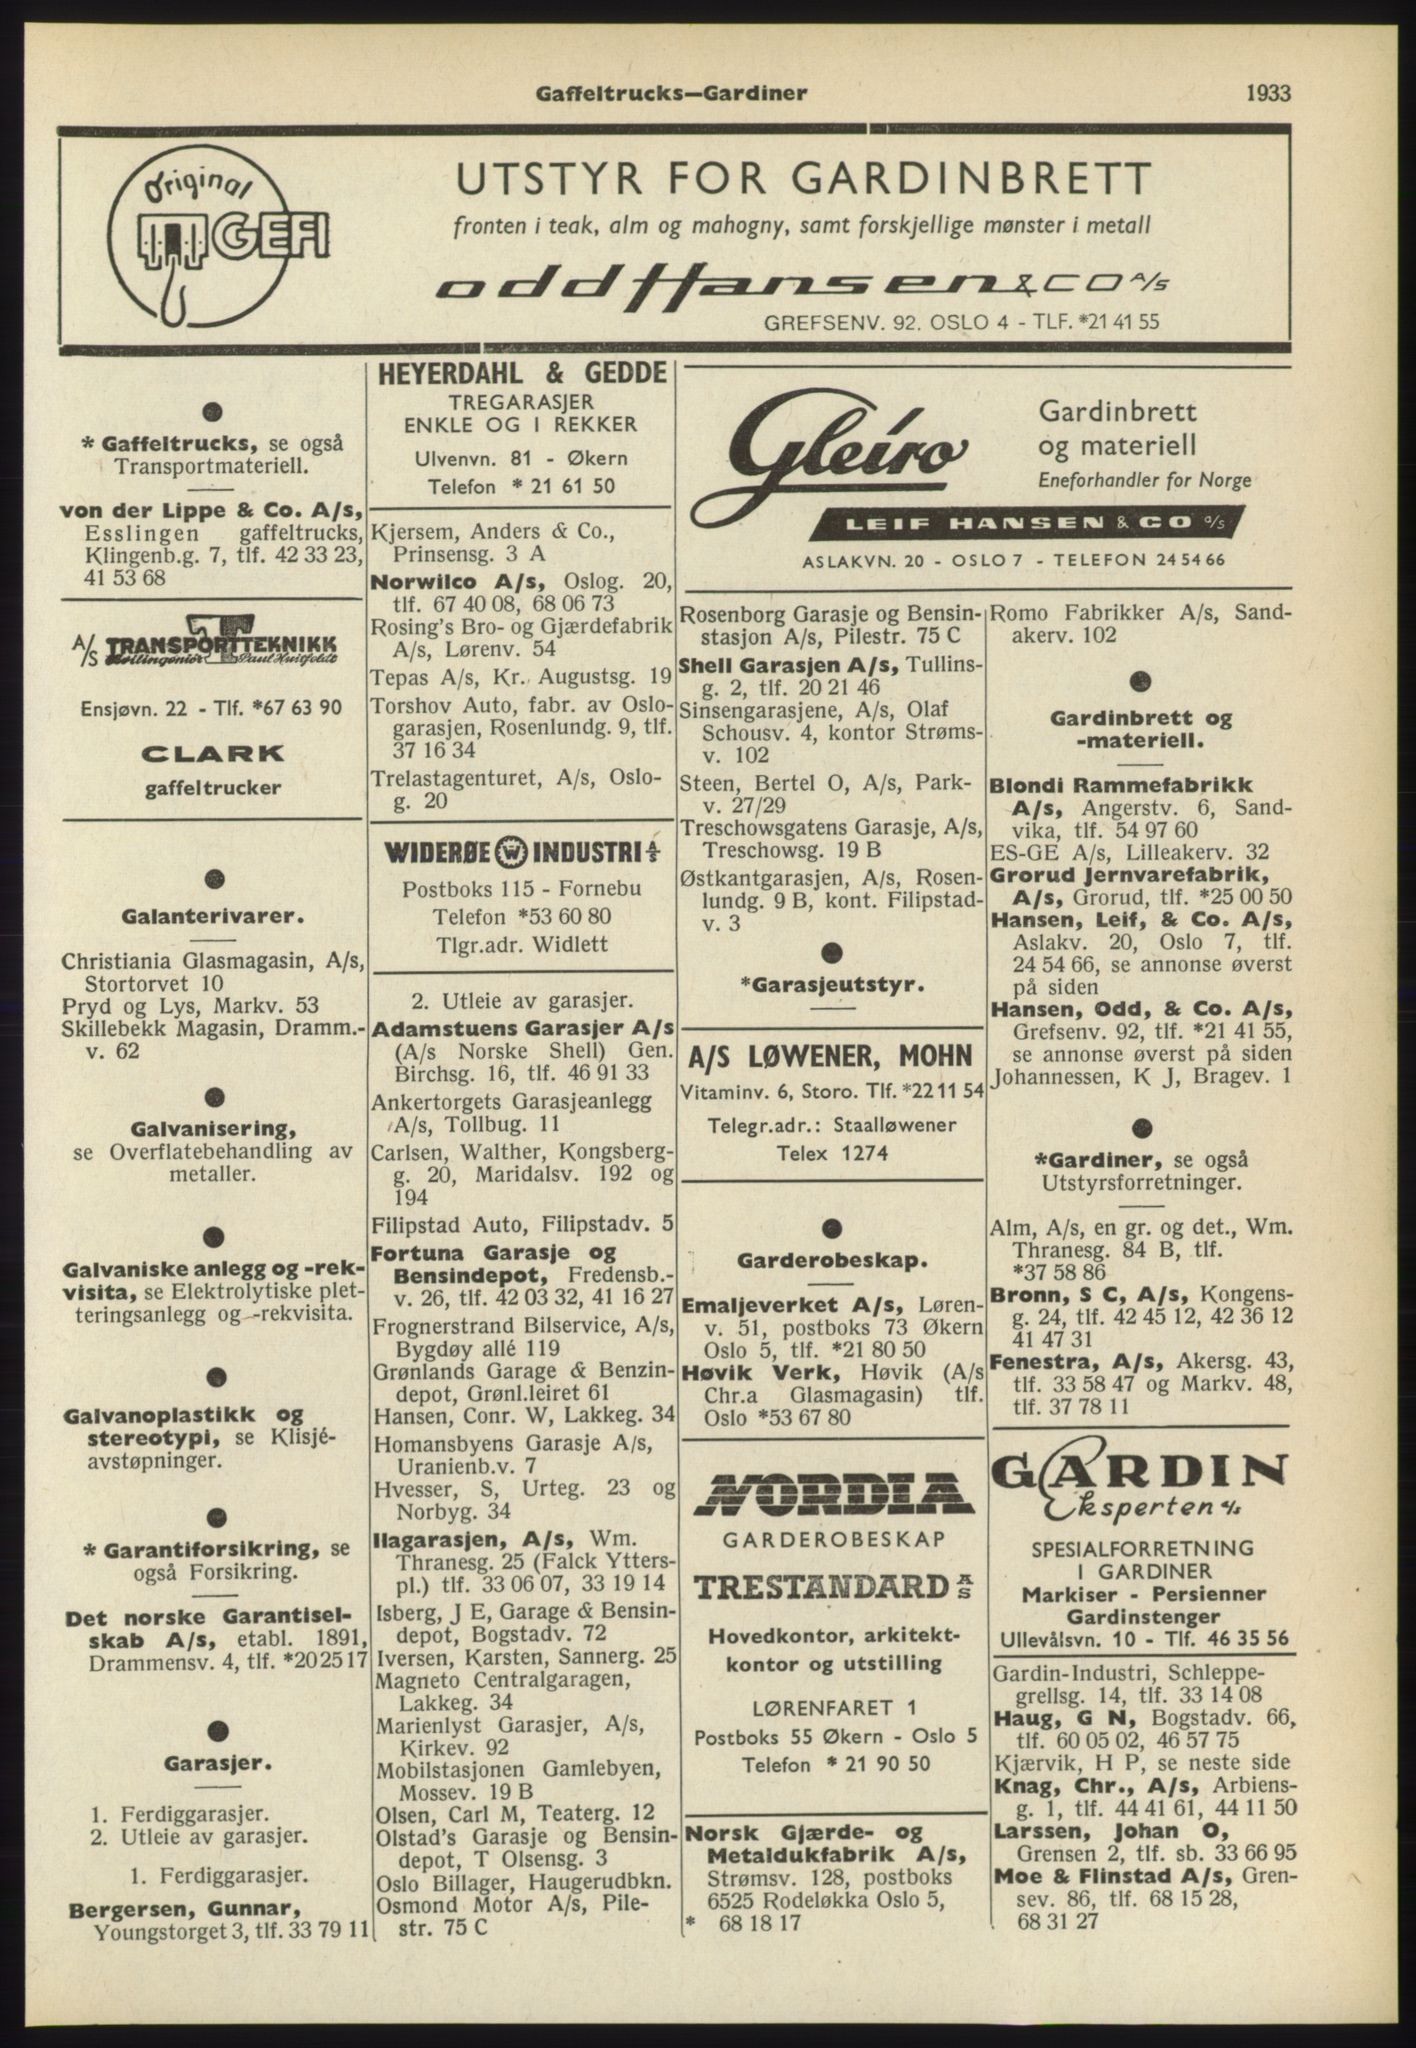 Gaffeltrucks—Gardiner
1933
Original
GEFI
UTSTYR FOR GARDINBRETT
fronten i teak, alm og mahogny, samt forskjellige mønster i metall
Odd Hansen & CO A/S
GREFSENV. 92. OSLO 4 - TLF. *21 41 55
* Gaffeltrucks, se også
Transportmateriell.
von der Lippe & Co. A/s,
Esslingen gaffeltrucks,
Klingenb.g. 7, tlf. 42 33 23,
41 53 68
A/S TRANSPORTTEKNIKK
Sivilingeniør Paul Huitfeldt
Ensjøvn. 22 - Tlf. *67 63 90
CLARK
gaffeltrucker
Galanterivarer.
Christiania Glasmagasin, A/s,
Stortorvet 10
Pryd og Lys, Markv. 53
Skillebekk Magasin, Dramm.-
v. 62
Galvanisering,
se Overflatebehandling av
metaller.
Galvaniske anlegg og -rek-
visita, se Elektrolytiske plet-
teringsanlegg og -rekvisita.
Galvanoplastikk og
stereotypi, se Klisjé-
avstøpninger.
* Garantiforsikring, se
også Forsikring.
Det norske Garantisel-
skab A/s, etabl. 1891,
Drammensv. 4, tlf. *20 25 17
Garasjer.
1. Ferdiggarasjer.
2. Utleie av garasjer.
1. Ferdiggarasjer.
Bergersen, Gunnar,
Youngstorget 3, tlf. 33 79 11
HEYERDAHL & GEDDE
TREGARASJER
ENKLE OG I REKKER
Ulvenvn. 81 - Økern
Telefon * 21 61 50
Kjersem, Anders & Co.,
Prinsensg. 3 A
Norwilco A/s, Oslog. 20,
tlf. 67 40 08, 68 06 73
Rosing's Bro- og Gjærdefabrik
A/s, Lørenv. 54
Tepas A/s, Kr. Augustsg. 19
Torshov Auto, fabr. av Oslo-
garasjen, Rosenlundg. 9, tlf.
37 16 34
Trelastagenturet, A/s, Oslo-
g. 20
WIDERØE W INDUSTRI A/S
Postboks 115 - Fornebu
Telefon *53 60 80
Tlgr.adr. Widlett
2. Utleie av garasjer.
Adamstuens Garasjer A/s
(A/s Norske Shell) Gen.
Birchsg. 16, tlf. 46 91 33
Ankertorgets Garasjeanlegg
A/s, Tollbug. 11
Carlsen, Walther, Kongsberg-
g. 20, Maridalsv. 192 og
194
Filipstad Auto, Filipstadv. 5
Fortuna Garasje og
Bensindepot, Fredensb.-
v. 26, tlf. 42 03 32, 41 16 27
Frognerstrand Bilservice, A/s,
Bygdøy allé 119
Grønlands Garage & Benzin-
depot, Grønl.leiret 61
Hansen, Conr. W, Lakkeg. 34
Homansbyens Garasje A/s,
Uranienb.v. 7
Hvesser, S, Urteg. 23 og
Norbyg. 34
Ilagarasjen, A/s, Wm.
Thranesg. 25 (Falck Ytters-
pl.) tlf. 33 06 07, 33 19 14
Isberg, J E, Garage & Bensin-
depot, Bogstadv. 72
Iversen, Karsten, Sannerg. 25
Magneto Centralgaragen,
Lakkeg. 34
Marienlyst Garasjer, A/s,
Kirkev. 92
Mobilstasjonen Gamlebyen,
Mossev. 19 B
Olsen, Carl M, Teaterg. 12
Olstad's Garasje og Bensin-
depot, T Olsensg. 3
Oslo Billager, Haugerudbkn.
Osmond Motor A/s, Pile-
str. 75 C
Gleiro
Gardinbrett
og materiell
Eneforhandler for Norge
LEIF HANSEN & CO A/S
ASLAKVN. 20 - OSLO 7 - TELEFON 24 54 66
Rosenborg Garasje og Bensin-
stasjon A/s, Pilestr. 75 C
Shell Garasjen A/s, Tullins-
g. 2, tlf. 20 21 46
Sinsengarasjene, A/s, Olaf
Schousv. 4, kontor Strøms-
v. 102
Steen, Bertel O, A/s, Park-
v. 27/29
Treschowsgatens Garasje, A/s,
Treschowsg. 19 B
Østkantgarasjen, A/s, Rosen-
lundg. 9 B, kont. Filipstad-
v. 3
*Garasjeutstyr.
A/S LØWENER, MOHN
Vitaminv. 6, Storo. Tlf. *22 11 54
Telegr.adr.: Staalløwener
Telex 1274
Garderobeskap.
Emaljeverket A/s, Løren-
v. 51, postboks 73 Økern
Oslo 5, tlf. *21 80 50
Høvik Verk, Høvik (A/s
Chr.a Glasmagasin) tlf.
Oslo *53 67 80
NORDIA
GARDEROBESKAP
TRESTANDARD A/S
Hovedkontor, arkitekt-
kontor og utstilling
LØRENFARET 1
Postboks 55 Økern - Oslo 5
Telefon * 21 90 50
Norsk Gjærde- og
Metaldukfabrik A/s,
Strømsv. 128, postboks
6525 Rodeløkka Oslo 5,
* 68 18 17
Romo Fabrikker A/s, Sand-
akerv. 102
Gardinbrett og
-materiell.
Blondi Rammefabrikk
A/s, Angerstv. 6, Sand-
vika, tlf. 54 97 60
ES-GE A/s, Lilleakerv. 32
Grorud Jernvarefabrik,
A/s, Grorud, tlf. *25 00 50
Hansen, Leif, & Co. A/s,
Aslakv. 20, Oslo 7, tlf.
24 54 66, se annonse øverst
på siden
Hansen, Odd, & Co. A/s,
Grefsenv. 92, tlf. *21 41 55,
se annonse øverst på siden
Johannessen, K J, Bragev. 1
*Gardiner, se også
Utstyrsforretninger.
Alm, A/s, en gr. og det., Wm.
Thranesg. 84 B, tlf.
*37 58 86
Bronn, S C, A/s, Kongens-
g. 24, tlf. 42 45 12, 42 36 12
41 47 31
Fenestra, A/s, Akersg. 43,
tlf. 33 58 47 og Markv. 48,
tlf. 37 78 11
GARDIN
Eksperten A/S
SPESIALFORRETNING
I GARDINER
Markiser - Persienner
Gardinstenger
Ullevålsvn. 10 - Tlf. 46 35 56
Gardin-Industri, Schleppe-
grellsg. 14, tlf. 33 14 08
Haug, G N, Bogstadv. 66,
tlf. 60 05 02, 46 57 75
Kjærvik, H P, se neste side
Knag, Chr., A/s, Arbiens-
g. 1, tlf. 44 41 61, 44 11 50
Larssen, Johan O,
Grensen 2, tlf. sb. 33 66 95
Moe & Flinstad A/s, Gren-
sev. 86, tlf. 68 15 28,
68 31 27